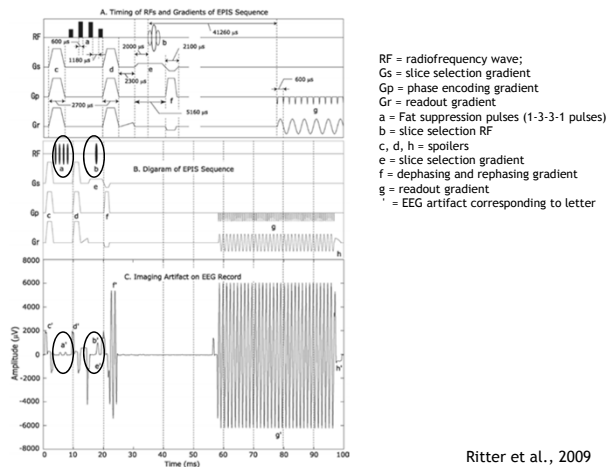 A. Timing of RFs and Gradients of EPIS Sequence
RF
600 μs
a
1180 μs
2000 μs
b
41260 μs
2100 μs
Gs
c
d
e
2300 μs
600 μs
Gp
2700 μs
f
5160 μs
g
Gr
RF
a
b
B. Digaram of EPIS Sequence
Gs
e
Gp
c
d
f
g
Gr
h
C. Imaging Artifact on EEG Record
8000
6000
4000
2000
0
-2000
-4000
-6000
-8000
Amplitude (μV)
c'
a'
d'
b'
e'
f'
g'
h'
0 10 20 30 40 50 60 70 80 90 100
Time (ms)
RF = radiofrequency wave;
Gs = slice selection gradient
Gp = phase encoding gradient
Gr = readout gradient
a = Fat suppression pulses (1-3-3-1 pulses)
b = slice selection RF
c, d, h = spoilers
e = slice selection gradient
f = dephasing and rephasing gradient
g = readout gradient
' = EEG artifact corresponding to letter
Ritter et al., 2009